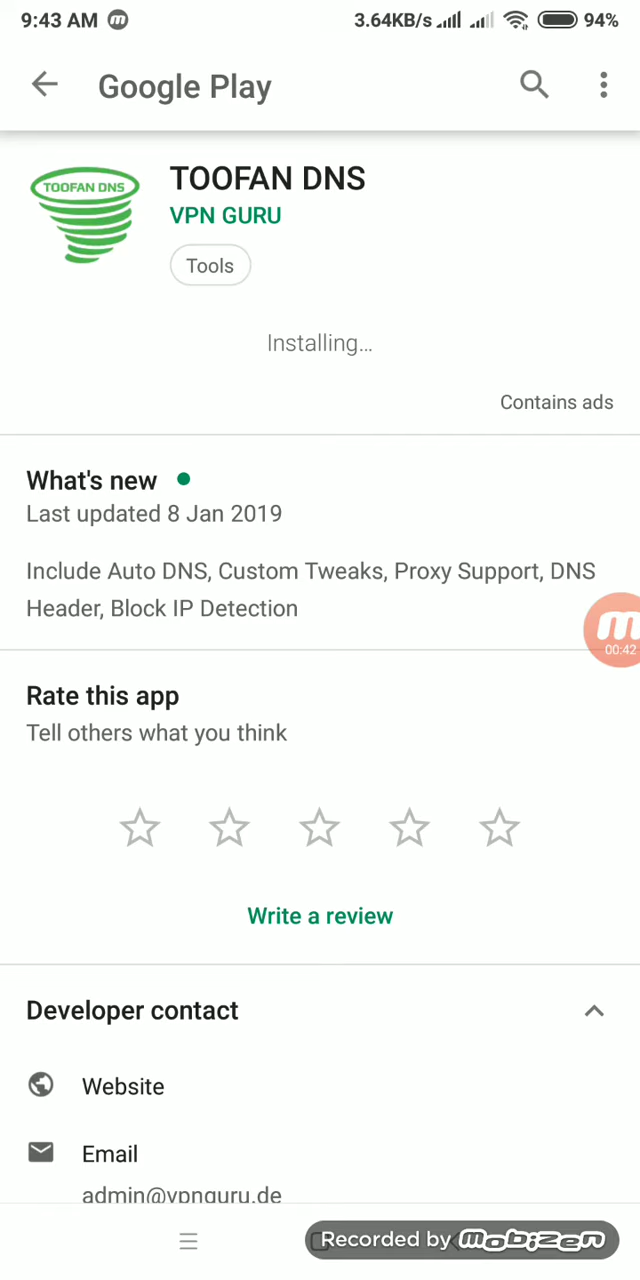 9:43 AM m 3.64KB/s 94%
Google Play
TOOFAN DNS
TOOFAN DNS
VPN GURU
Tools
Installing...
Contains ads
What's new
Last updated 8 Jan 2019
Include Auto DNS, Custom Tweaks, Proxy Support, DNS
Header, Block IP Detection
m
00:42
Rate this app
Tell others what you think
Write a review
Developer contact
Website
Email
admin@vpnguru.de
Recorded by mobizen